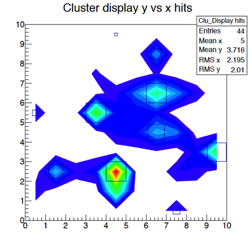 Cluster display y vs x hits
Clu_Display hits
Entries 44
Mean x 5
Mean y 3.716
RMS x 2.195
RMS y 2.01
10
9
8
7
6
5
4
3
2
1
0
0 1 2 3 4 5 6 7 8 9 10